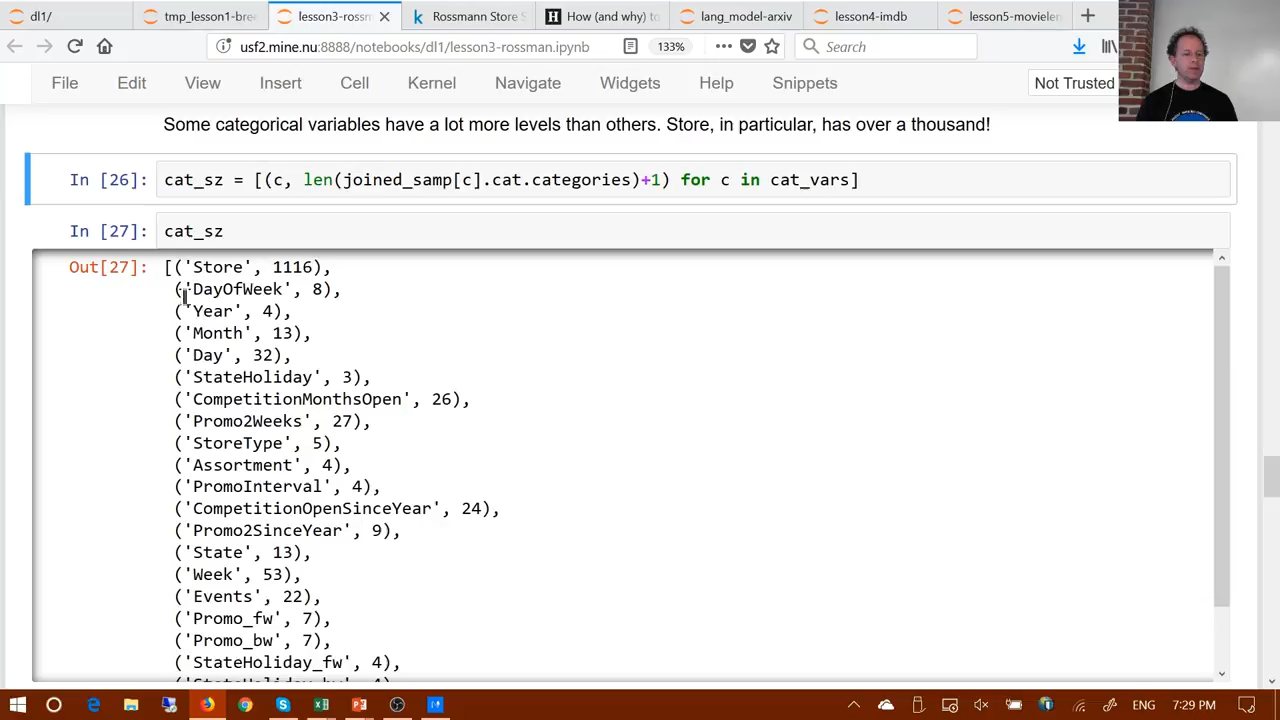 dl1/
tmp_lesson1-bree
lesson3-rossm
Rossmann Store S
How (and why) to
lang_model-arxiv
lesson4-imdb
lesson5-movielen
usf2.mine.nu:8888/notebooks/dl1/lesson3-rossman.ipynb
133%
Search
File Edit View Insert Cell Kernel Navigate Widgets Help Snippets
Not Trusted
Some categorical variables have a lot more levels than others. Store, in particular, has over a thousand!
In [26]: cat_sz = [(c, len(joined_samp[c].cat.categories)+1) for c in cat_vars]
In [27]: cat_sz
Out[27]: [('Store', 1116),
('DayOfWeek', 8),
('Year', 4),
('Month', 13),
('Day', 32),
('StateHoliday', 3),
('CompetitionMonthsOpen', 26),
('Promo2Weeks', 27),
('StoreType', 5),
('Assortment', 4),
('PromoInterval', 4),
('CompetitionOpenSinceYear', 24),
('Promo2SinceYear', 9),
('State', 13),
('Week', 53),
('Events', 22),
('Promo_fw', 7),
('Promo_bw', 7),
('StateHoliday_fw', 4),
ENG 7:29 PM